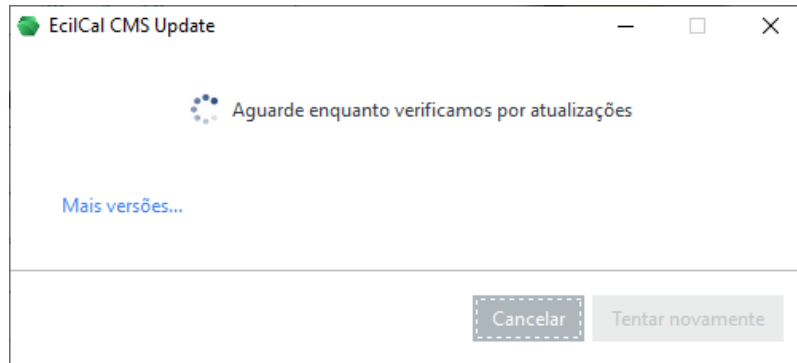 EcilCal CMS Update
Aguarde enquanto verificamos por atualizações
Mais versões...
Cancelar
Tentar novamente